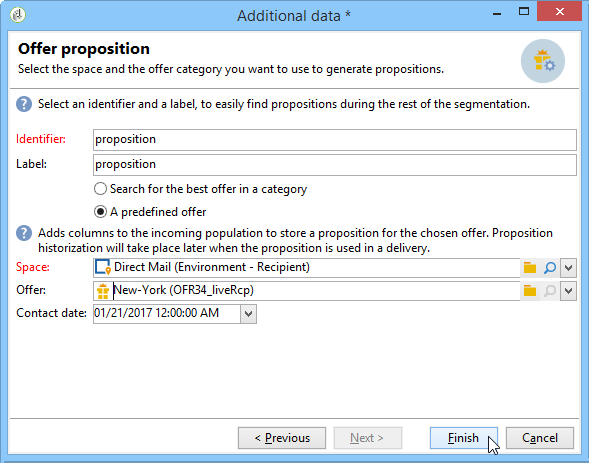 Additional data *
Offer proposition
Select the space and the offer category you want to use to generate propositions.
Select an identifier and a label, to easily find propositions during the rest of the segmentation.
Identifier: proposition
Label: proposition
Search for the best offer in a category
A predefined offer
Adds columns to the incoming population to store a proposition for the chosen offer. Proposition
historization will take place later when the proposition is used in a delivery.
Space: Direct Mail (Environment - Recipient)
Offer: New-York (OFR34_liveRcp)
Contact date: 01/21/2017 12:00:00 AM
< Previous Next > Finish Cancel